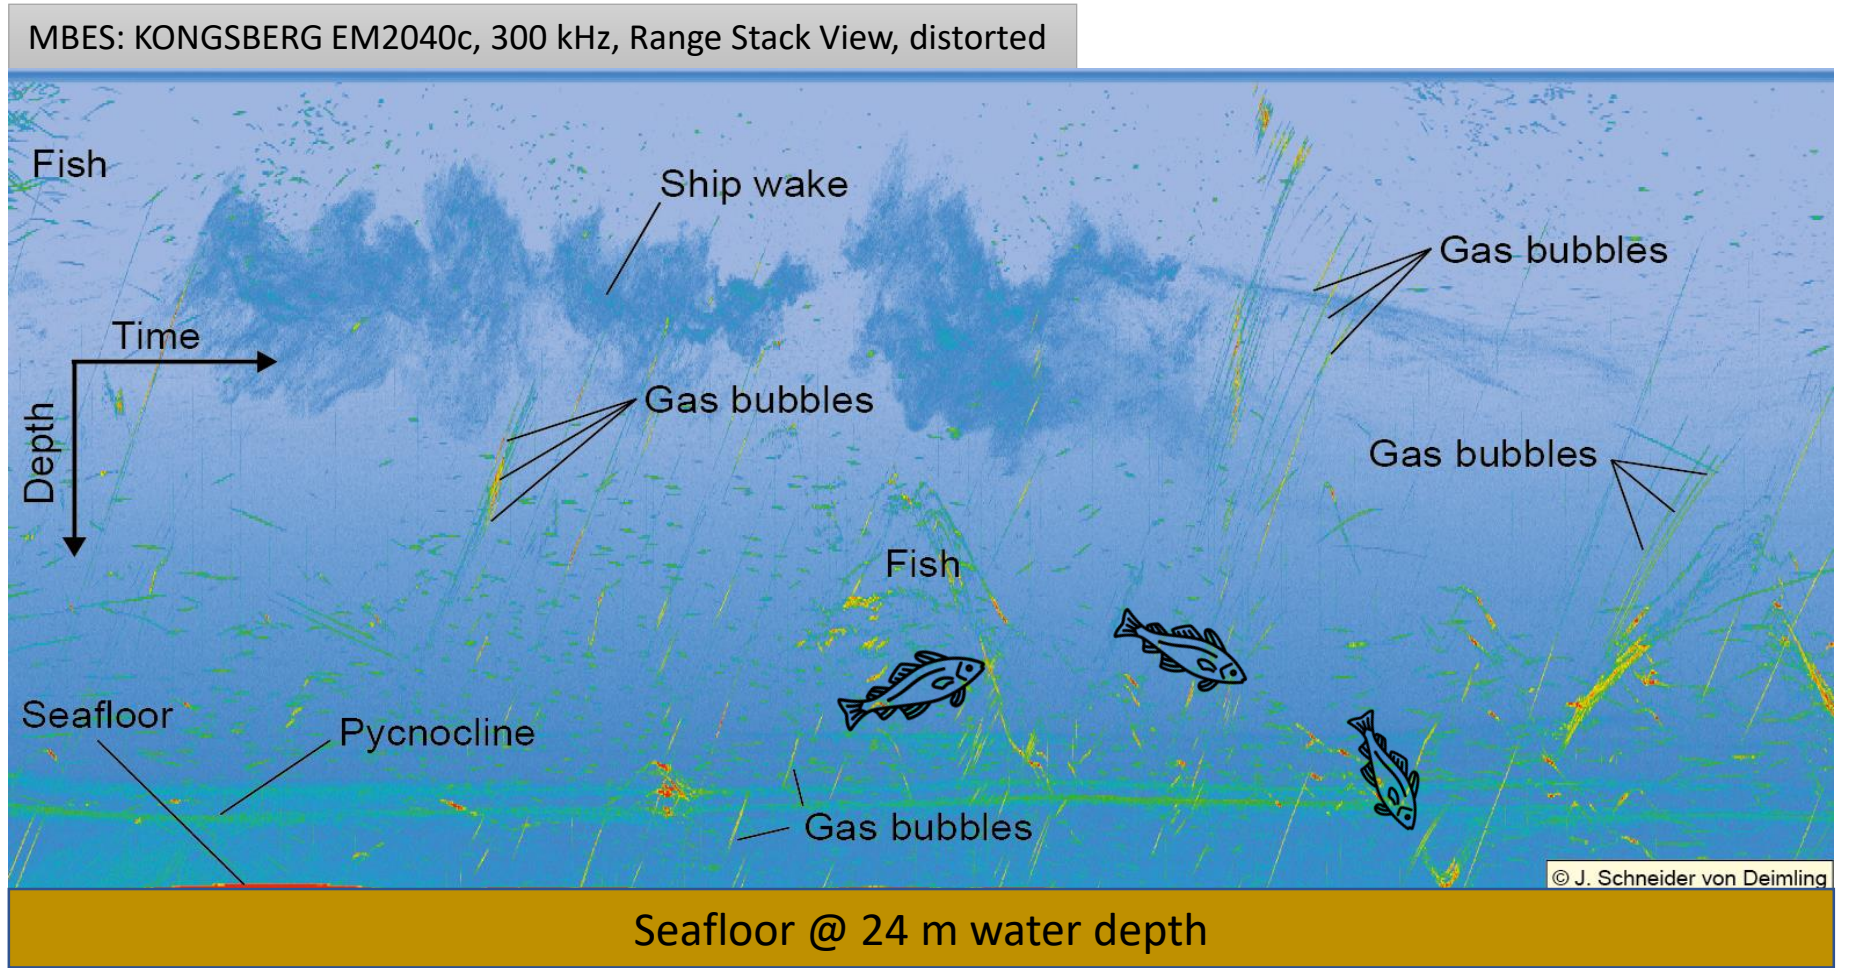 MBES: KONGSBERG EM2040c, 300 kHz, Range Stack View, distorted
Fish
Ship wake
Gas bubbles
Time
Gas bubbles
Depth
Gas bubbles
Fish
Seafloor
Pycnocline
Gas bubbles
© J. Schneider von Deimling
Seafloor @ 24 m water depth